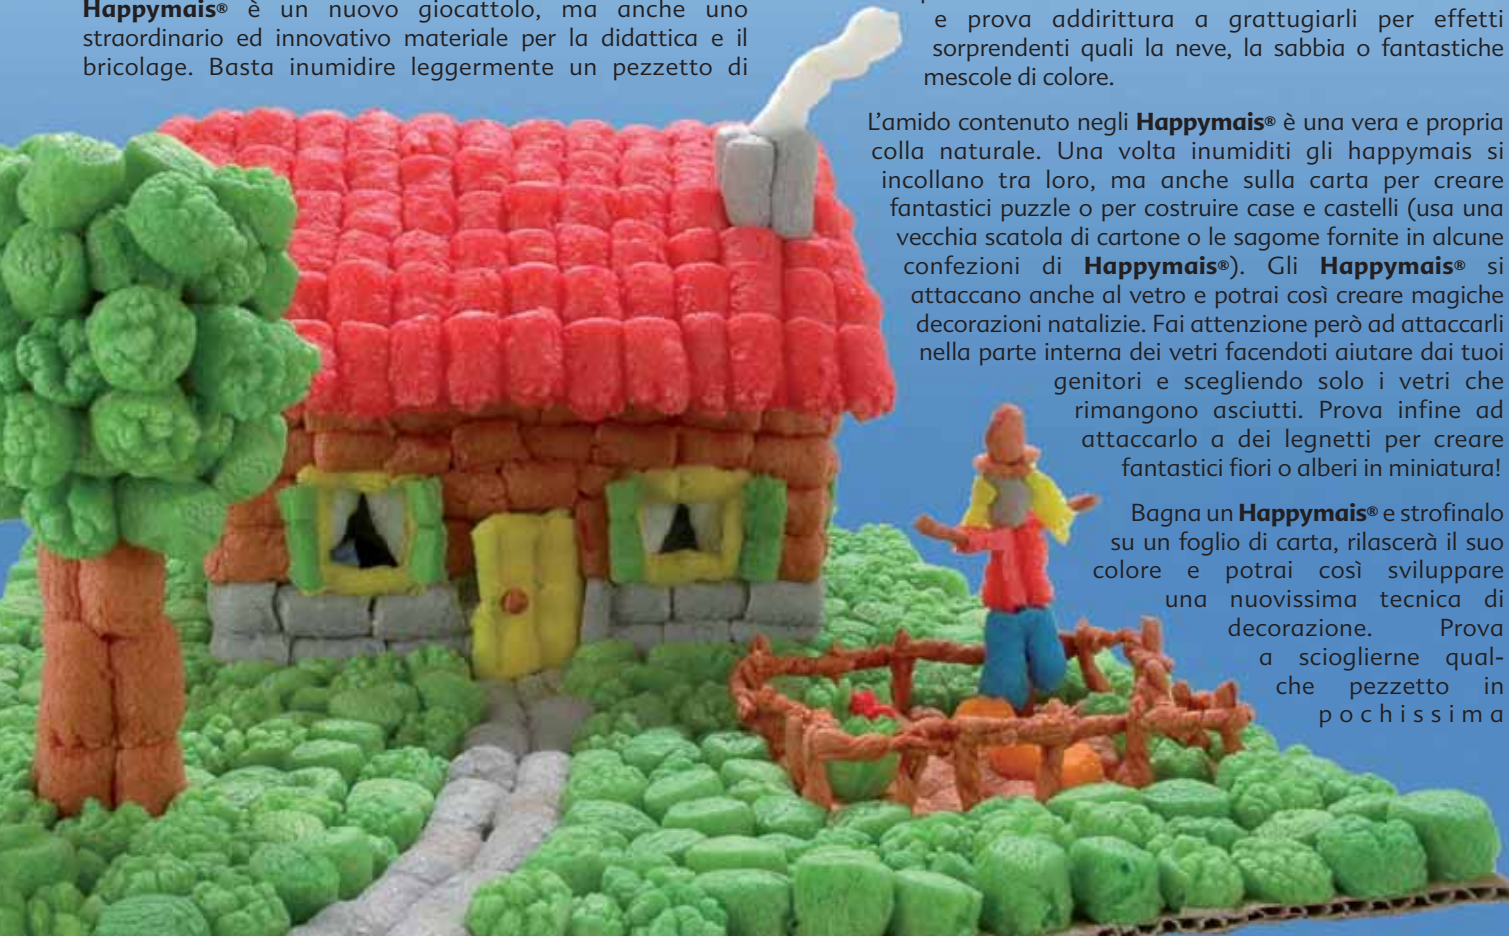 Happymais® è un nuovo giocattolo, ma anche uno
straordinario ed innovativo materiale per la didattica e il
bricolage. Basta inumidire leggermente un pezzetto di
e prova addirittura a grattugiarli per effetti
sorprendenti quali la neve, la sabbia o fantastiche
mescole di colore.
L'amido contenuto negli Happymais® è una vera e propria
colla naturale. Una volta inumiditi gli happymais si
incollano tra loro, ma anche sulla carta per creare
fantastici puzzle o per costruire case e castelli (usa una
vecchia scatola di cartone o le sagome fornite in alcune
confezioni di Happymais®). Gli Happymais® si
attaccano anche al vetro e potrai così creare magiche
decorazioni natalizie. Fai attenzione però ad attaccarli
nella parte interna dei vetri facendoti aiutare dai tuoi
genitori e scegliendo solo i vetri che
rimangono asciutti. Prova infine ad
attaccarlo a dei legnetti per creare
fantastici fiori o alberi in miniatura!
Bagna un Happymais® e strofinalo
su un foglio di carta, rilascerà il suo
colore e potrai così sviluppare
una nuovissima tecnica di
decorazione. Prova
a scioglierne qual-
che pezzetto in
pochissima